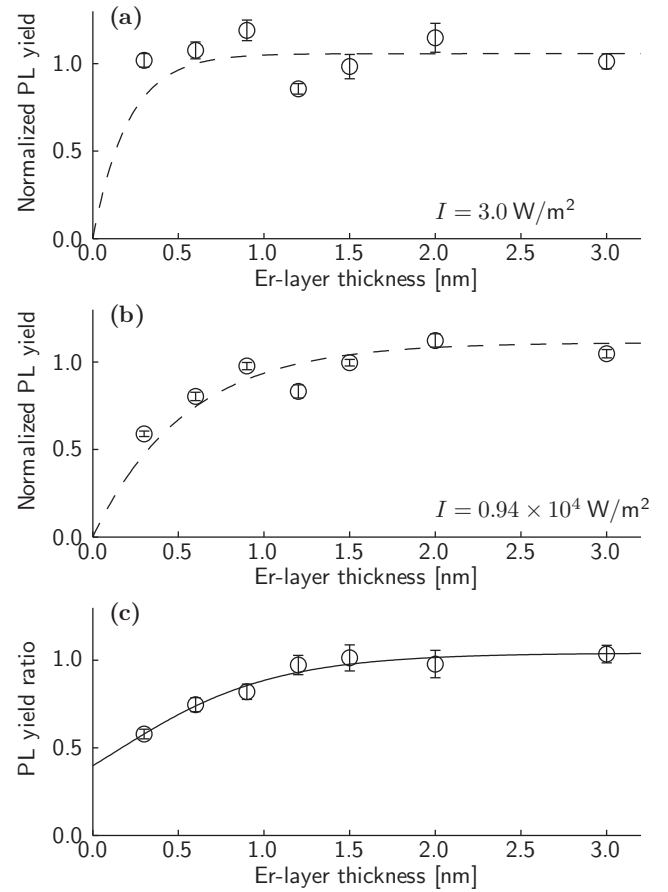 (a)
Normalized PL yield
1.0
0.5
0.0
I = 3.0 W/m²
0.0 0.5 1.0 1.5 2.0 2.5 3.0
Er-layer thickness [nm]
(b)
Normalized PL yield
1.0
0.5
0.0
I = 0.94 × 10⁴ W/m²
0.0 0.5 1.0 1.5 2.0 2.5 3.0
Er-layer thickness [nm]
(c)
PL yield ratio
1.0
0.5
0.0
0.0 0.5 1.0 1.5 2.0 2.5 3.0
Er-layer thickness [nm]